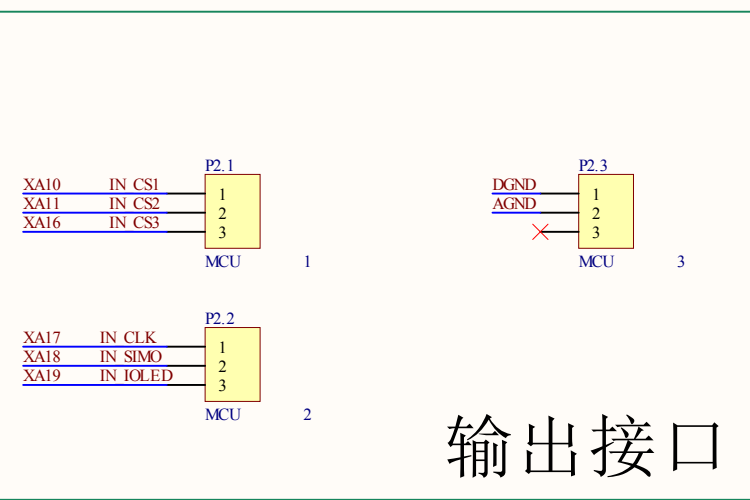 P2.1
XA10 IN CS1 1
XA11 IN CS2 2
XA16 IN CS3 3
MCU 1
P2.3
DGND 1
AGND 2
3
MCU 3
P2.2
XA17 IN CLK 1
XA18 IN SIMO 2
XA19 IN IOLED 3
MCU 2
输出接口